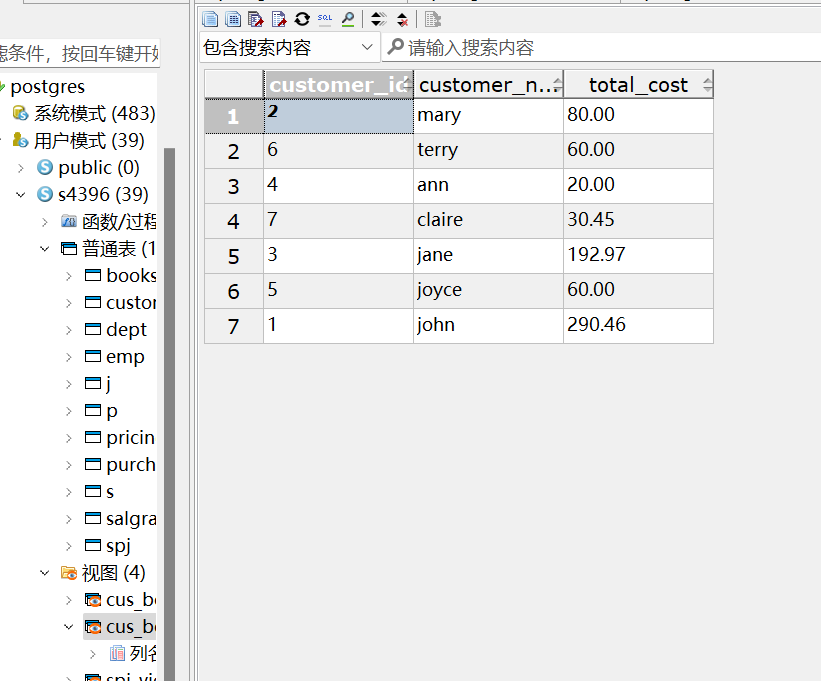 滤条件，按回车键开始
postgres
系统模式 (483)
用户模式 (39)
public (0)
s4396 (39)
函数/过程
普通表 (1
books
custor
dept
emp
j
p
pricin
purch
s
salgra
spj
视图 (4)
cus_bo
cus_bo
列名
SQL
包含搜索内容
请输入搜索内容
customer_id customer_n... total_cost
1 2 mary 80.00
2 6 terry 60.00
3 4 ann 20.00
4 7 claire 30.45
5 3 jane 192.97
6 5 joyce 60.00
7 1 john 290.46